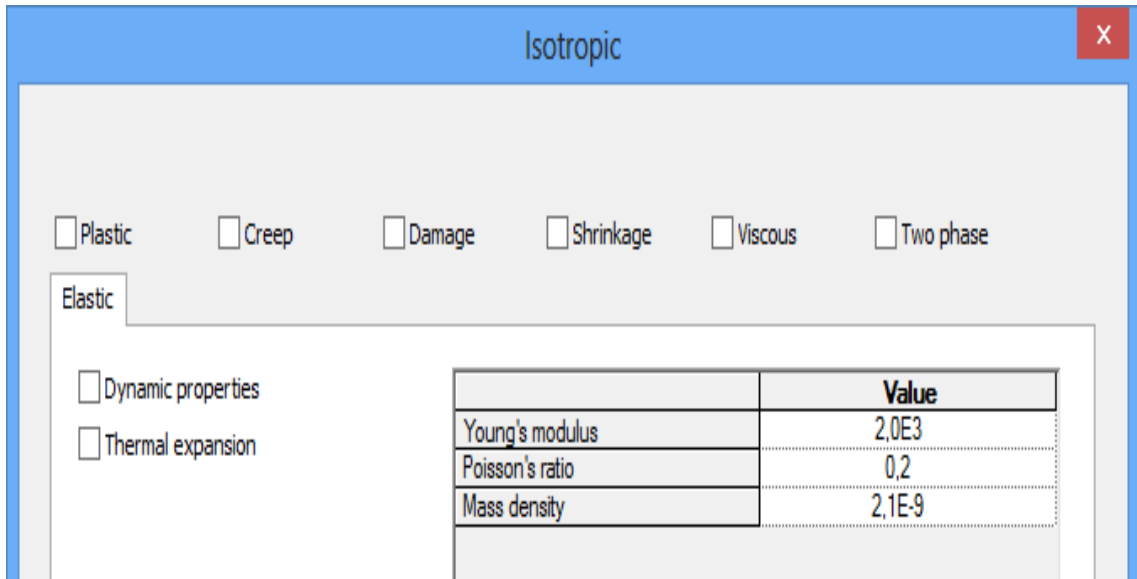 Isotropic
x
Plastic Creep Damage Shrinkage Viscous Two phase
Elastic
Dynamic properties
Thermal expansion
Value
Young's modulus 2,0E3
Poisson's ratio 0,2
Mass density 2,1E-9